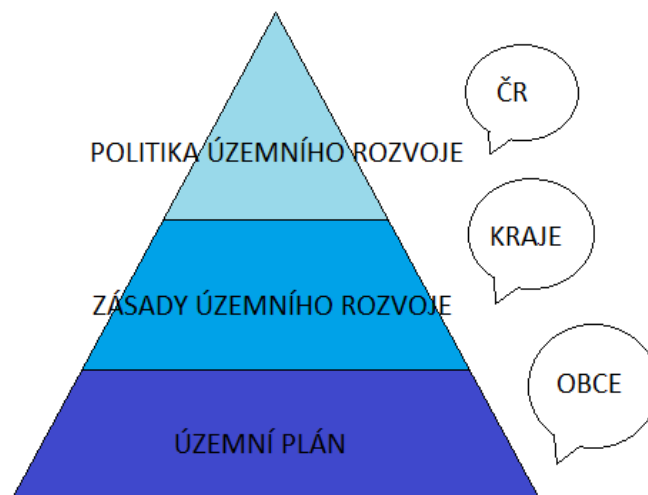 ČR
POLITIKA ÚZEMNÍHO ROZVOJE
KRAJE
ZÁSADY ÚZEMNÍHO ROZVOJE
OBCE
ÚZEMNÍ PLÁN